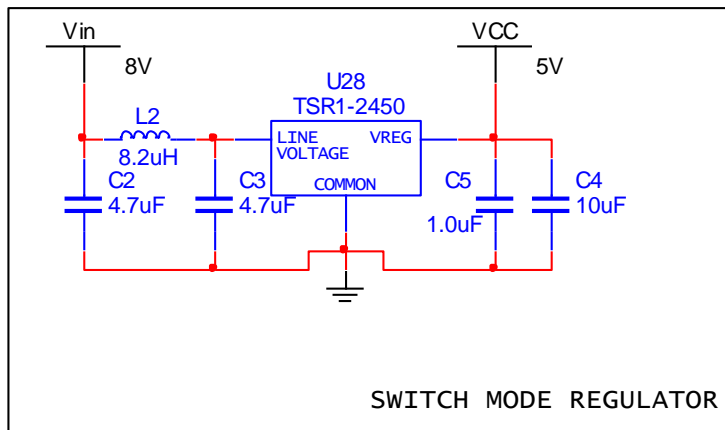 Vin
VCC
8V
5V
U28
TSR1-2450
L2
8.2uH
LINE
VOLTAGE
VREG
COMMON
C2
4.7uF
C3
4.7uF
C5
1.0uF
C4
10uF
SWITCH MODE REGULATOR